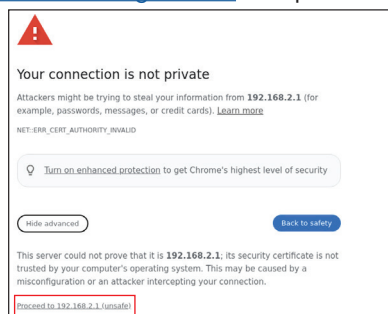 Your connection is not private
Attackers might be trying to steal your information from 192.168.2.1 (for
example, passwords, messages, or credit cards). Learn more
NET::ERR_CERT_AUTHORITY_INVALID
Turn on enhanced protection to get Chrome's highest level of security
Hide advanced
Back to safety
This server could not prove that it is 192.168.2.1; its security certificate is not
trusted by your computer's operating system. This may be caused by a
misconfiguration or an attacker intercepting your connection.
Proceed to 192.168.2.1 (unsafe)